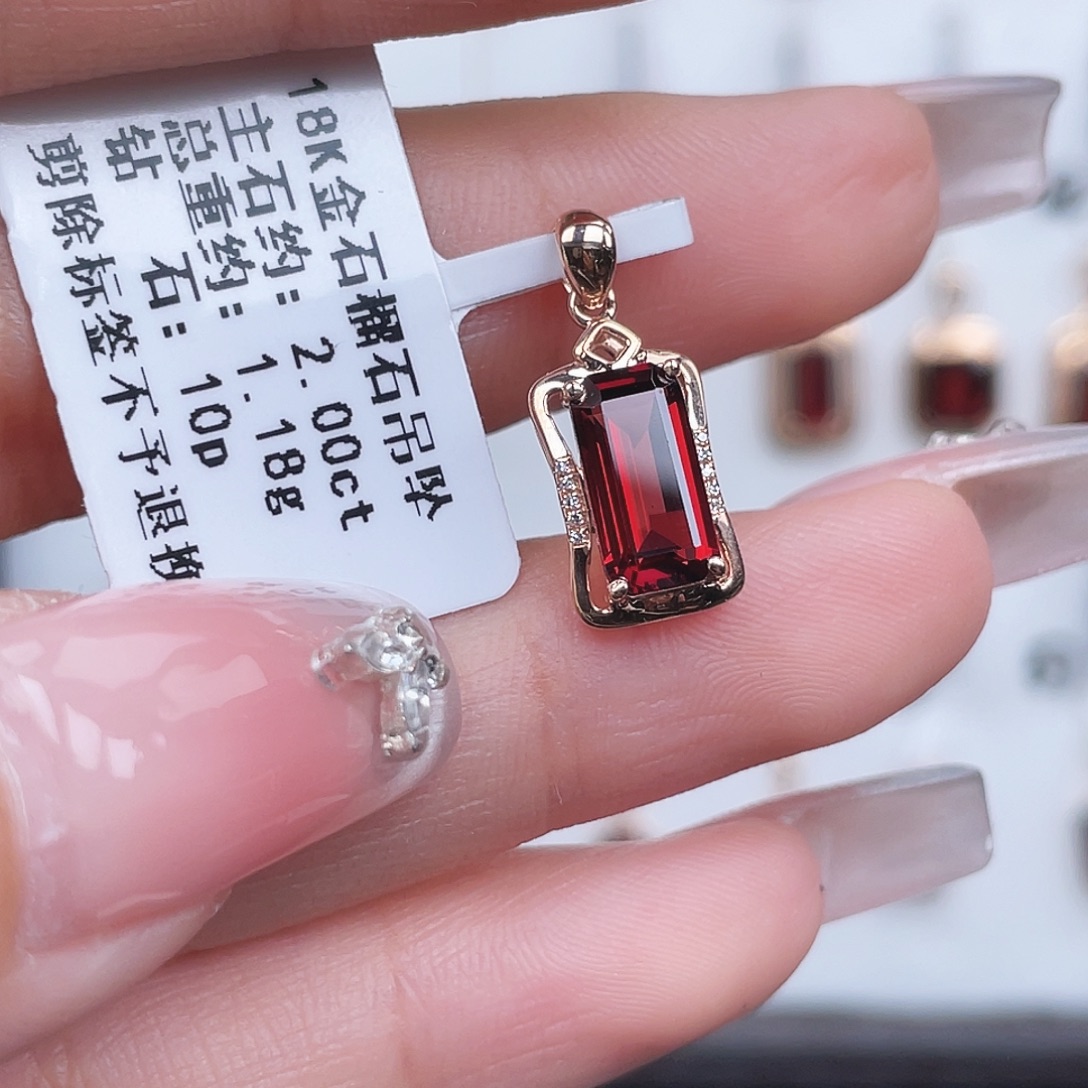 18K金石榴石吊坠
主石约: 2.00ct
总重约: 1.18g
钻 石: 10p
剪除标签不予退换